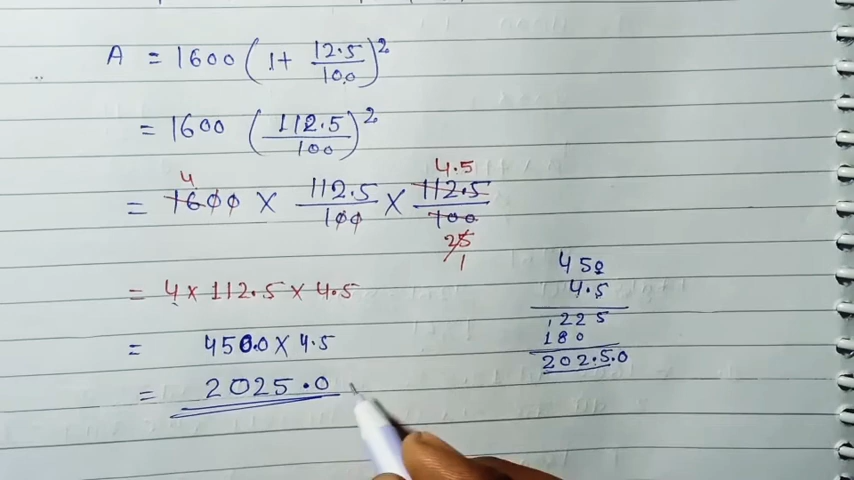 A = 1600 ( 1 + 12.5/100 )²
= 1600 ( 112.5/100 )²
4 4.5
= 1600 × 112.5/100 × 112.5/100
25
1
= 4 × 112.5 × 4.5
= 450.0 × 4.5
= 2025.0
450
4.5
225
180
202.5.0